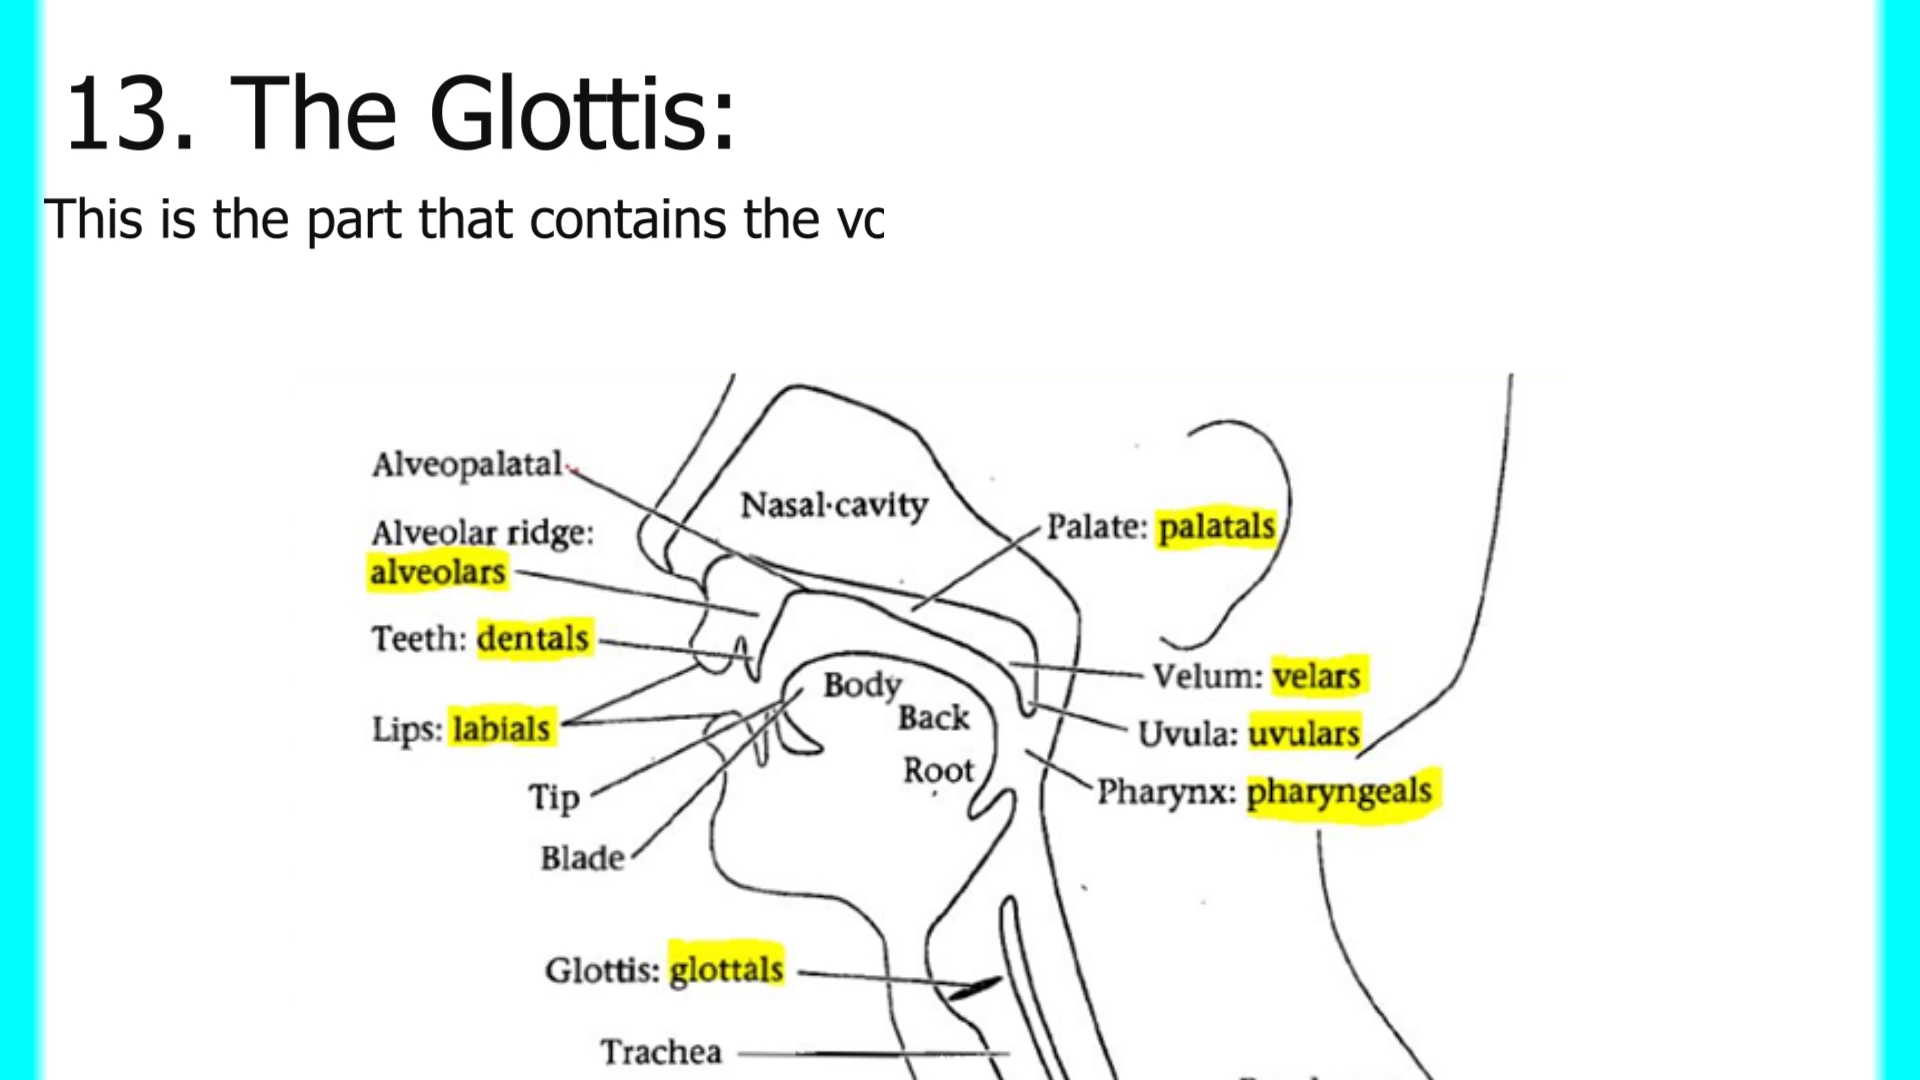 13. The Glottis:
This is the part that contains the
Alveopalatal
Nasal·cavity
Alveolar ridge:
alveolars
Palate: palatals
Teeth: dentals
Velum: velars
Body
Back
Lips: labials
Uvula: uvulars
Root
Tip
Pharynx: pharyngeals
Blade
Glottis: glottals
Trachea